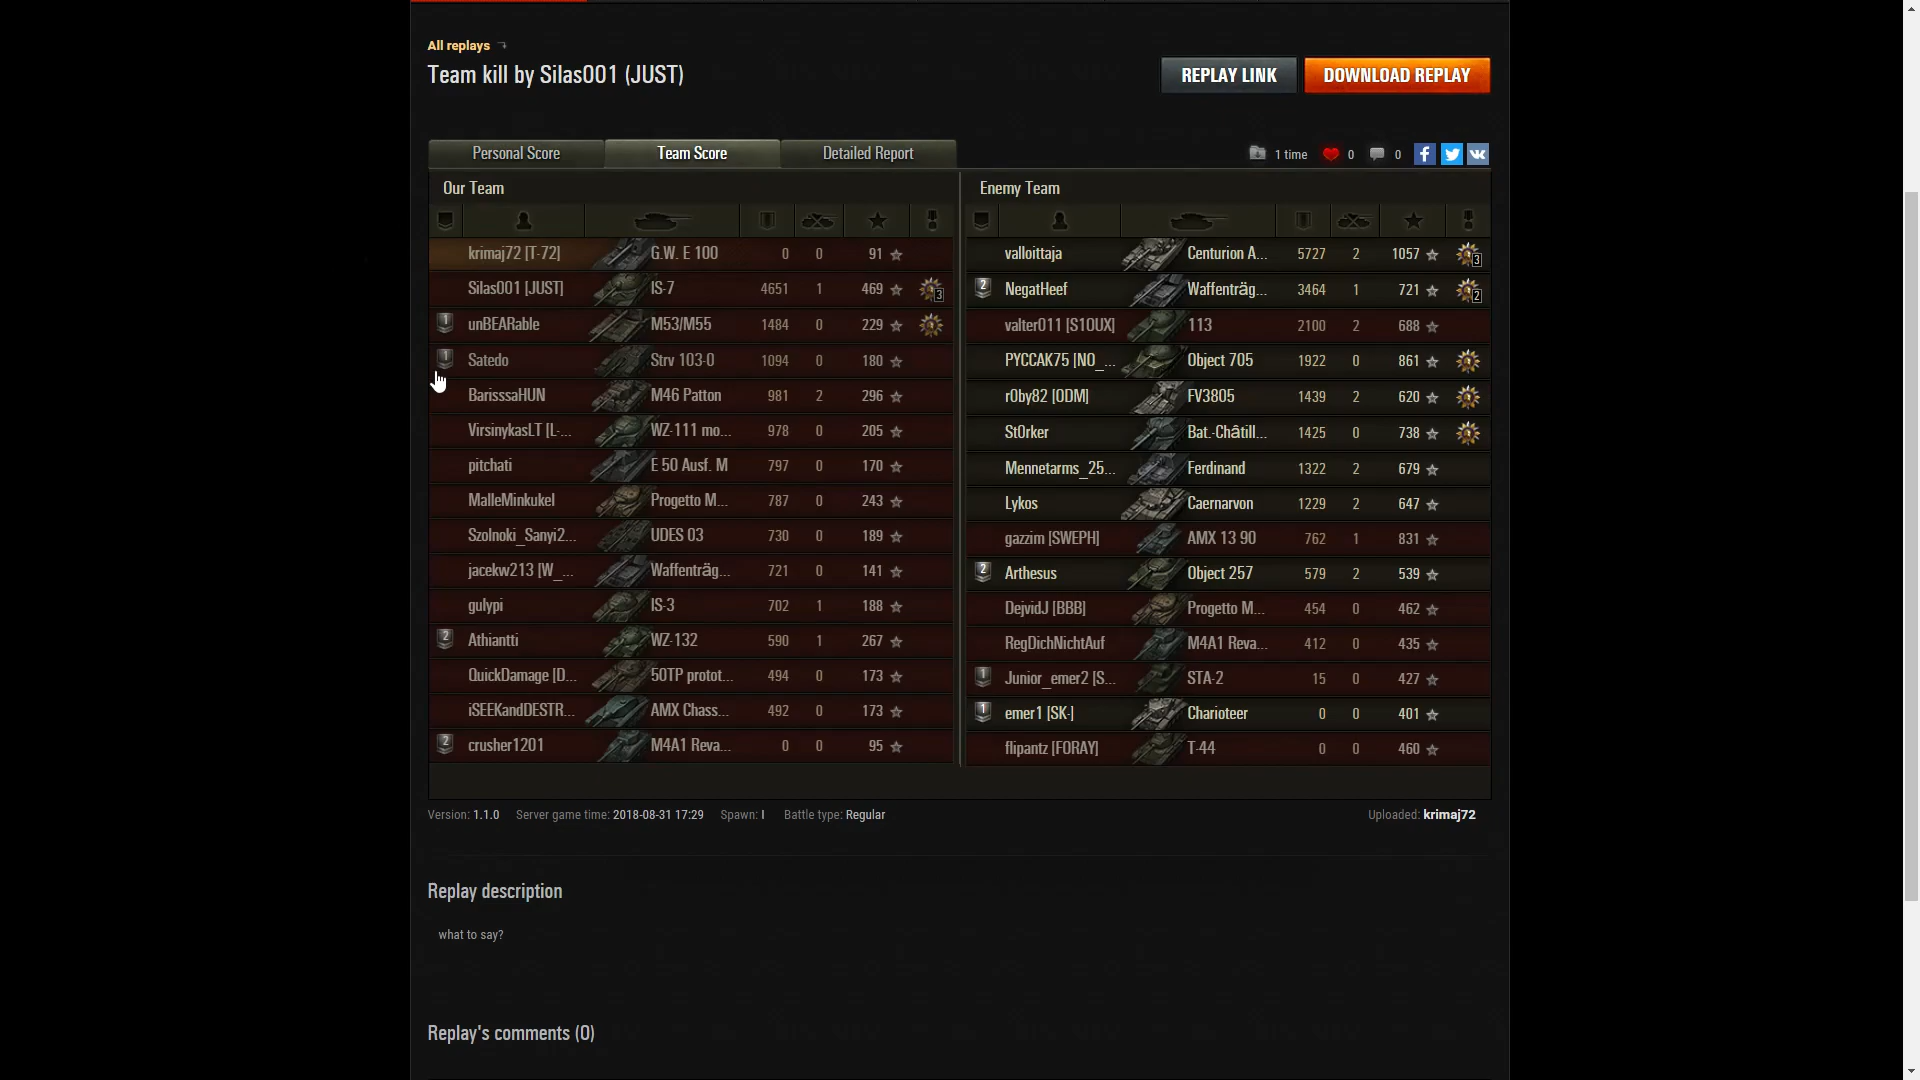 All replays
Team kill by Silas001 (JUST)
REPLAY LINK
DOWNLOAD REPLAY
Personal Score
Team Score
Detailed Report
1 time
0
0
Our Team
krimaj72 [T-72] G.W. E 100 0 0 91
Silas001 [JUST] IS-7 4651 1 469 3
1 unBEARable M53/M55 1484 0 229
1 Satedo Strv 103-0 1094 0 180
BarisssaHUN M46 Patton 981 2 296
VirsinykasLT [L-... WZ-111 mo... 978 0 205
pitchati E 50 Ausf. M 797 0 170
MalleMinkukel Progetto M... 787 0 243
Szolnoki_Sanyi2... UDES 03 730 0 189
jacekw213 [W_... Waffenträg... 721 0 141
gulypi IS-3 702 1 188
2 Athiantti WZ-132 590 1 267
QuickDamage [D... 50TP protot... 494 0 173
iSEEKandDESTR... AMX Chass... 492 0 173
2 crusher1201 M4A1 Reva... 0 0 95
Enemy Team
valloittaja Centurion A... 5727 2 1057 3
2 NegatHeef Waffenträg... 3464 1 721 2
valter011 [S1OUX] 113 2100 2 688
PYCCAK75 [NO_... Object 705 1922 0 861
r0by82 [ODM] FV3805 1439 2 620
St0rker Bat.-Châtill... 1425 0 738
Mennetarms_25... Ferdinand 1322 2 679
Lykos Caernarvon 1229 2 647
gazzim [SWEPH] AMX 13 90 762 1 831
2 Arthesus Object 257 579 2 539
DejvidJ [BBB] Progetto M... 454 0 462
RegDichNichtAuf M4A1 Reva... 412 0 435
1 Junior_emer2 [S... STA-2 15 0 427
1 emer1 [SK-] Charioteer 0 0 401
flipantz [FORAY] T-44 0 0 460
Version: 1.1.0 Server game time: 2018-08-31 17:29 Spawn: I Battle type: Regular
Uploaded: krimaj72
Replay description
what to say?
Replay's comments (0)